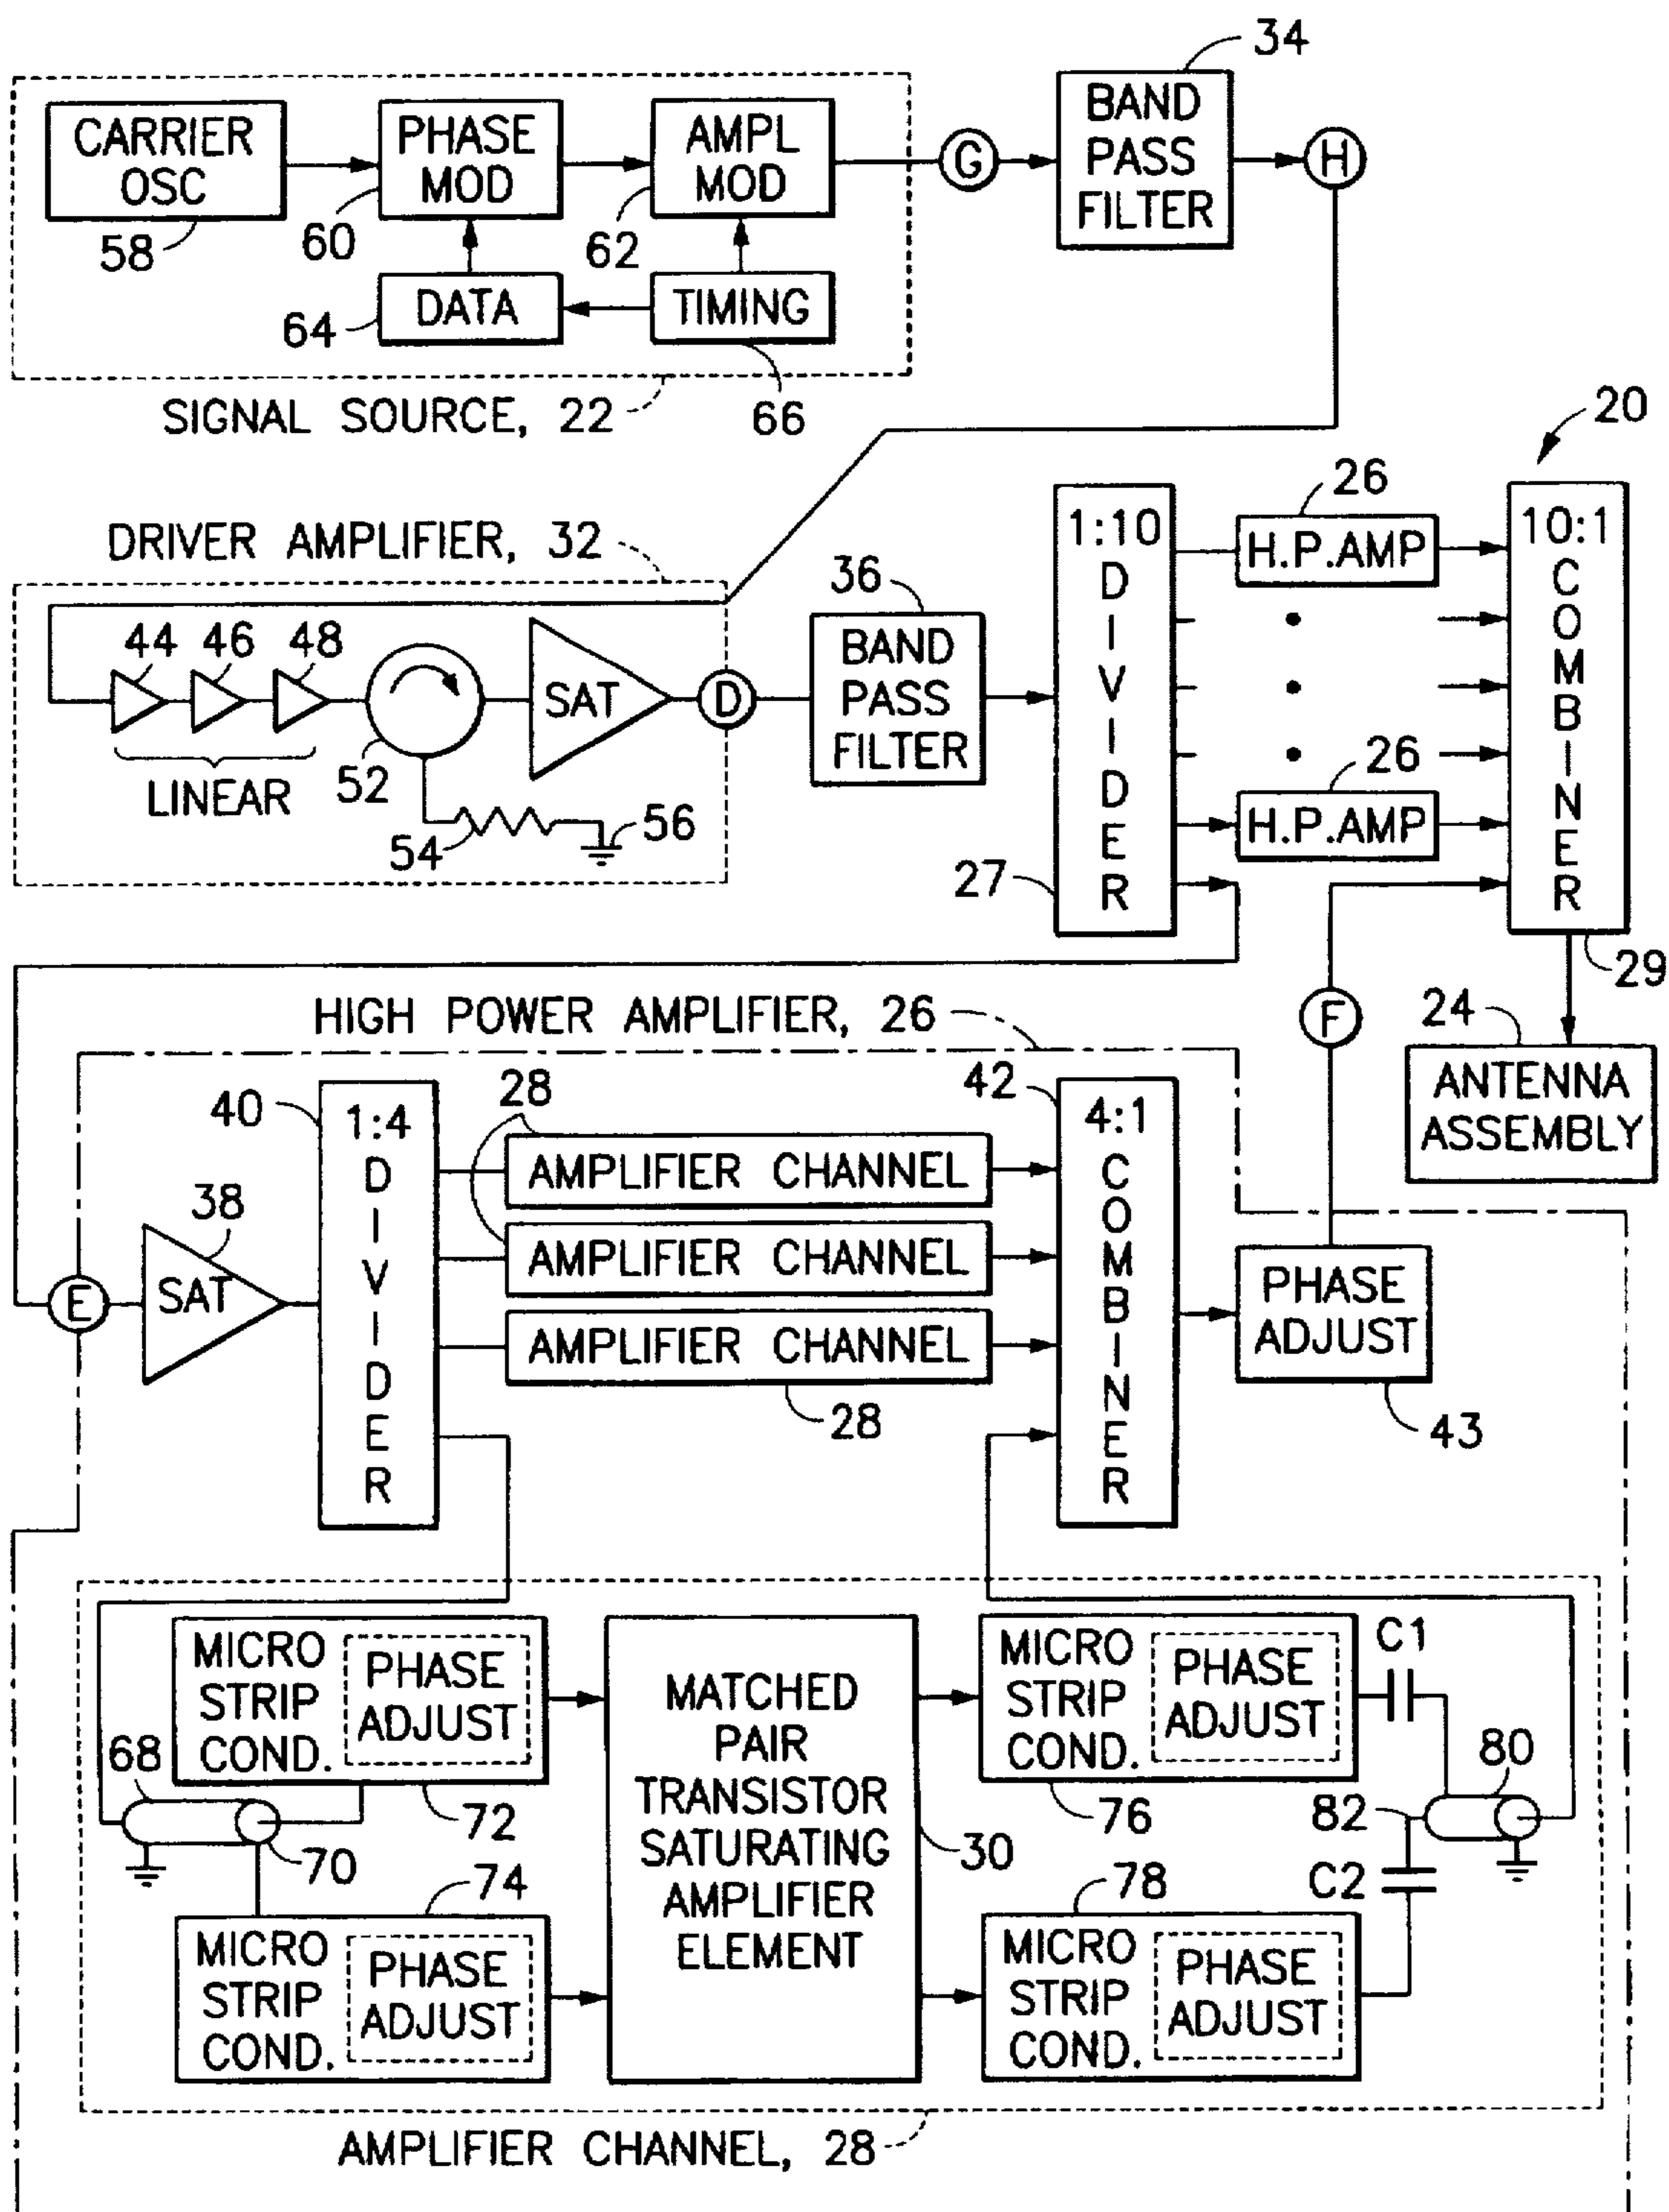 34
CARRIER
OSC
58
PHASE
MOD
60
AMPL
MOD
62
G
BAND
PASS
FILTER
H
64
DATA
TIMING
66
SIGNAL SOURCE, 22
20
DRIVER AMPLIFIER, 32
44
46
48
LINEAR
52
54
56
SAT
D
36
BAND
PASS
FILTER
1:10
DIVIDER
27
26
H.P.AMP
26
H.P.AMP
10:1
COMBINER
29
F
24
ANTENNA
ASSEMBLY
HIGH POWER AMPLIFIER, 26
E
38
SAT
40
1:4
DIVIDER
28
AMPLIFIER CHANNEL
AMPLIFIER CHANNEL
AMPLIFIER CHANNEL
28
42
4:1
COMBINER
PHASE
ADJUST
43
68
70
MICRO
STRIP
COND.
PHASE
ADJUST
72
74
MICRO
STRIP
COND.
PHASE
ADJUST
MATCHED
PAIR
TRANSISTOR
SATURATING
AMPLIFIER
ELEMENT
30
MICRO
STRIP
COND.
PHASE
ADJUST
76
C1
80
82
C2
78
MICRO
STRIP
COND.
PHASE
ADJUST
AMPLIFIER CHANNEL, 28